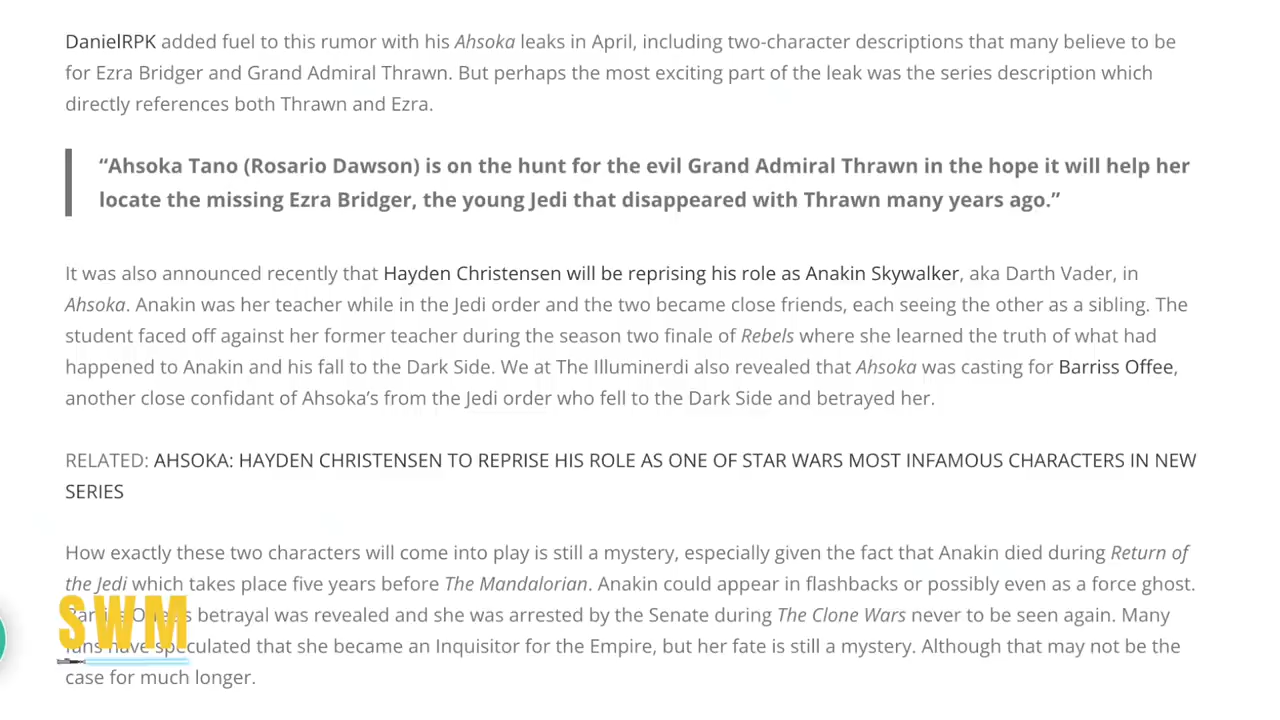 DanielRPK added fuel to this rumor with his Ahsoka leaks in April, including two-character descriptions that many believe to be
for Ezra Bridger and Grand Admiral Thrawn. But perhaps the most exciting part of the leak was the series description which
directly references both Thrawn and Ezra.
“Ahsoka Tano (Rosario Dawson) is on the hunt for the evil Grand Admiral Thrawn in the hope it will help her
locate the missing Ezra Bridger, the young Jedi that disappeared with Thrawn many years ago.”
It was also announced recently that Hayden Christensen will be reprising his role as Anakin Skywalker, aka Darth Vader, in
Ahsoka. Anakin was her teacher while in the Jedi order and the two became close friends, each seeing the other as a sibling. The
student faced off against her former teacher during the season two finale of Rebels where she learned the truth of what had
happened to Anakin and his fall to the Dark Side. We at The Illuminerdi also revealed that Ahsoka was casting for Barriss Offee,
another close confidant of Ahsoka’s from the Jedi order who fell to the Dark Side and betrayed her.
RELATED: AHSOKA: HAYDEN CHRISTENSEN TO REPRISE HIS ROLE AS ONE OF STAR WARS MOST INFAMOUS CHARACTERS IN NEW
SERIES
How exactly these two characters will come into play is still a mystery, especially given the fact that Anakin died during Return of
the Jedi which takes place five years before The Mandalorian. Anakin could appear in flashbacks or possibly even as a force ghost.
betrayal was revealed and she was arrested by the Senate during The Clone Wars never to be seen again. Many
fans have speculated that she became an Inquisitor for the Empire, but her fate is still a mystery. Although that may not be the
case for much longer.
SWM